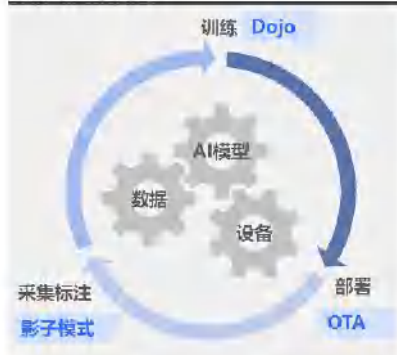 训练 Dojo
AI模型
数据
设备
采集标注
影子模式
部署
OTA